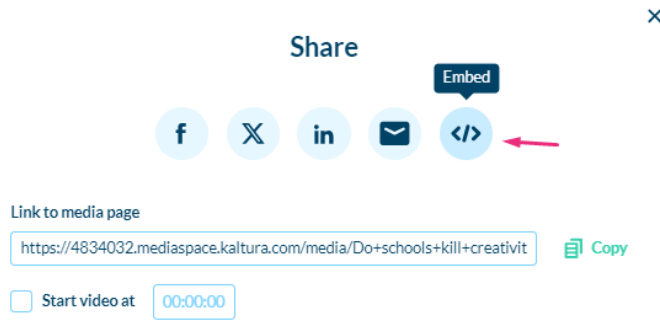 Share
Embed
f X in </>
Link to media page
https://4834032.mediaspace.kaltura.com/media/Do+schools+kill+creativit
Copy
Start video at 00:00:00